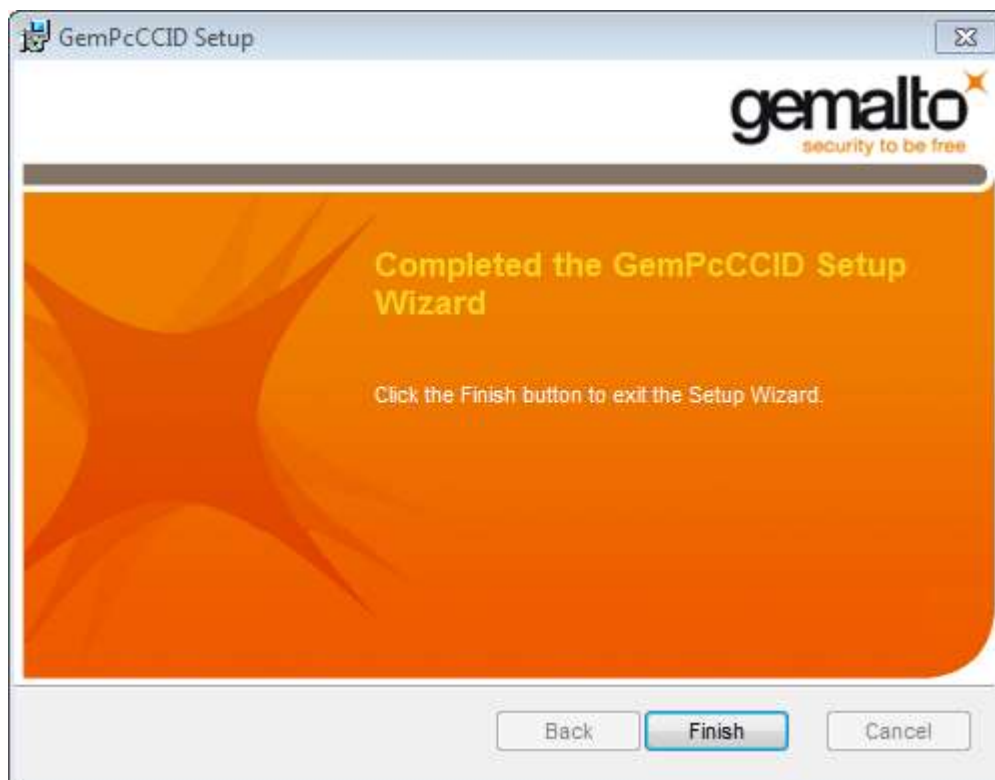 GemPcCCID Setup
gemalto
security to be free
Completed the GemPcCCID Setup
Wizard
Click the Finish button to exit the Setup Wizard.
Back Finish Cancel